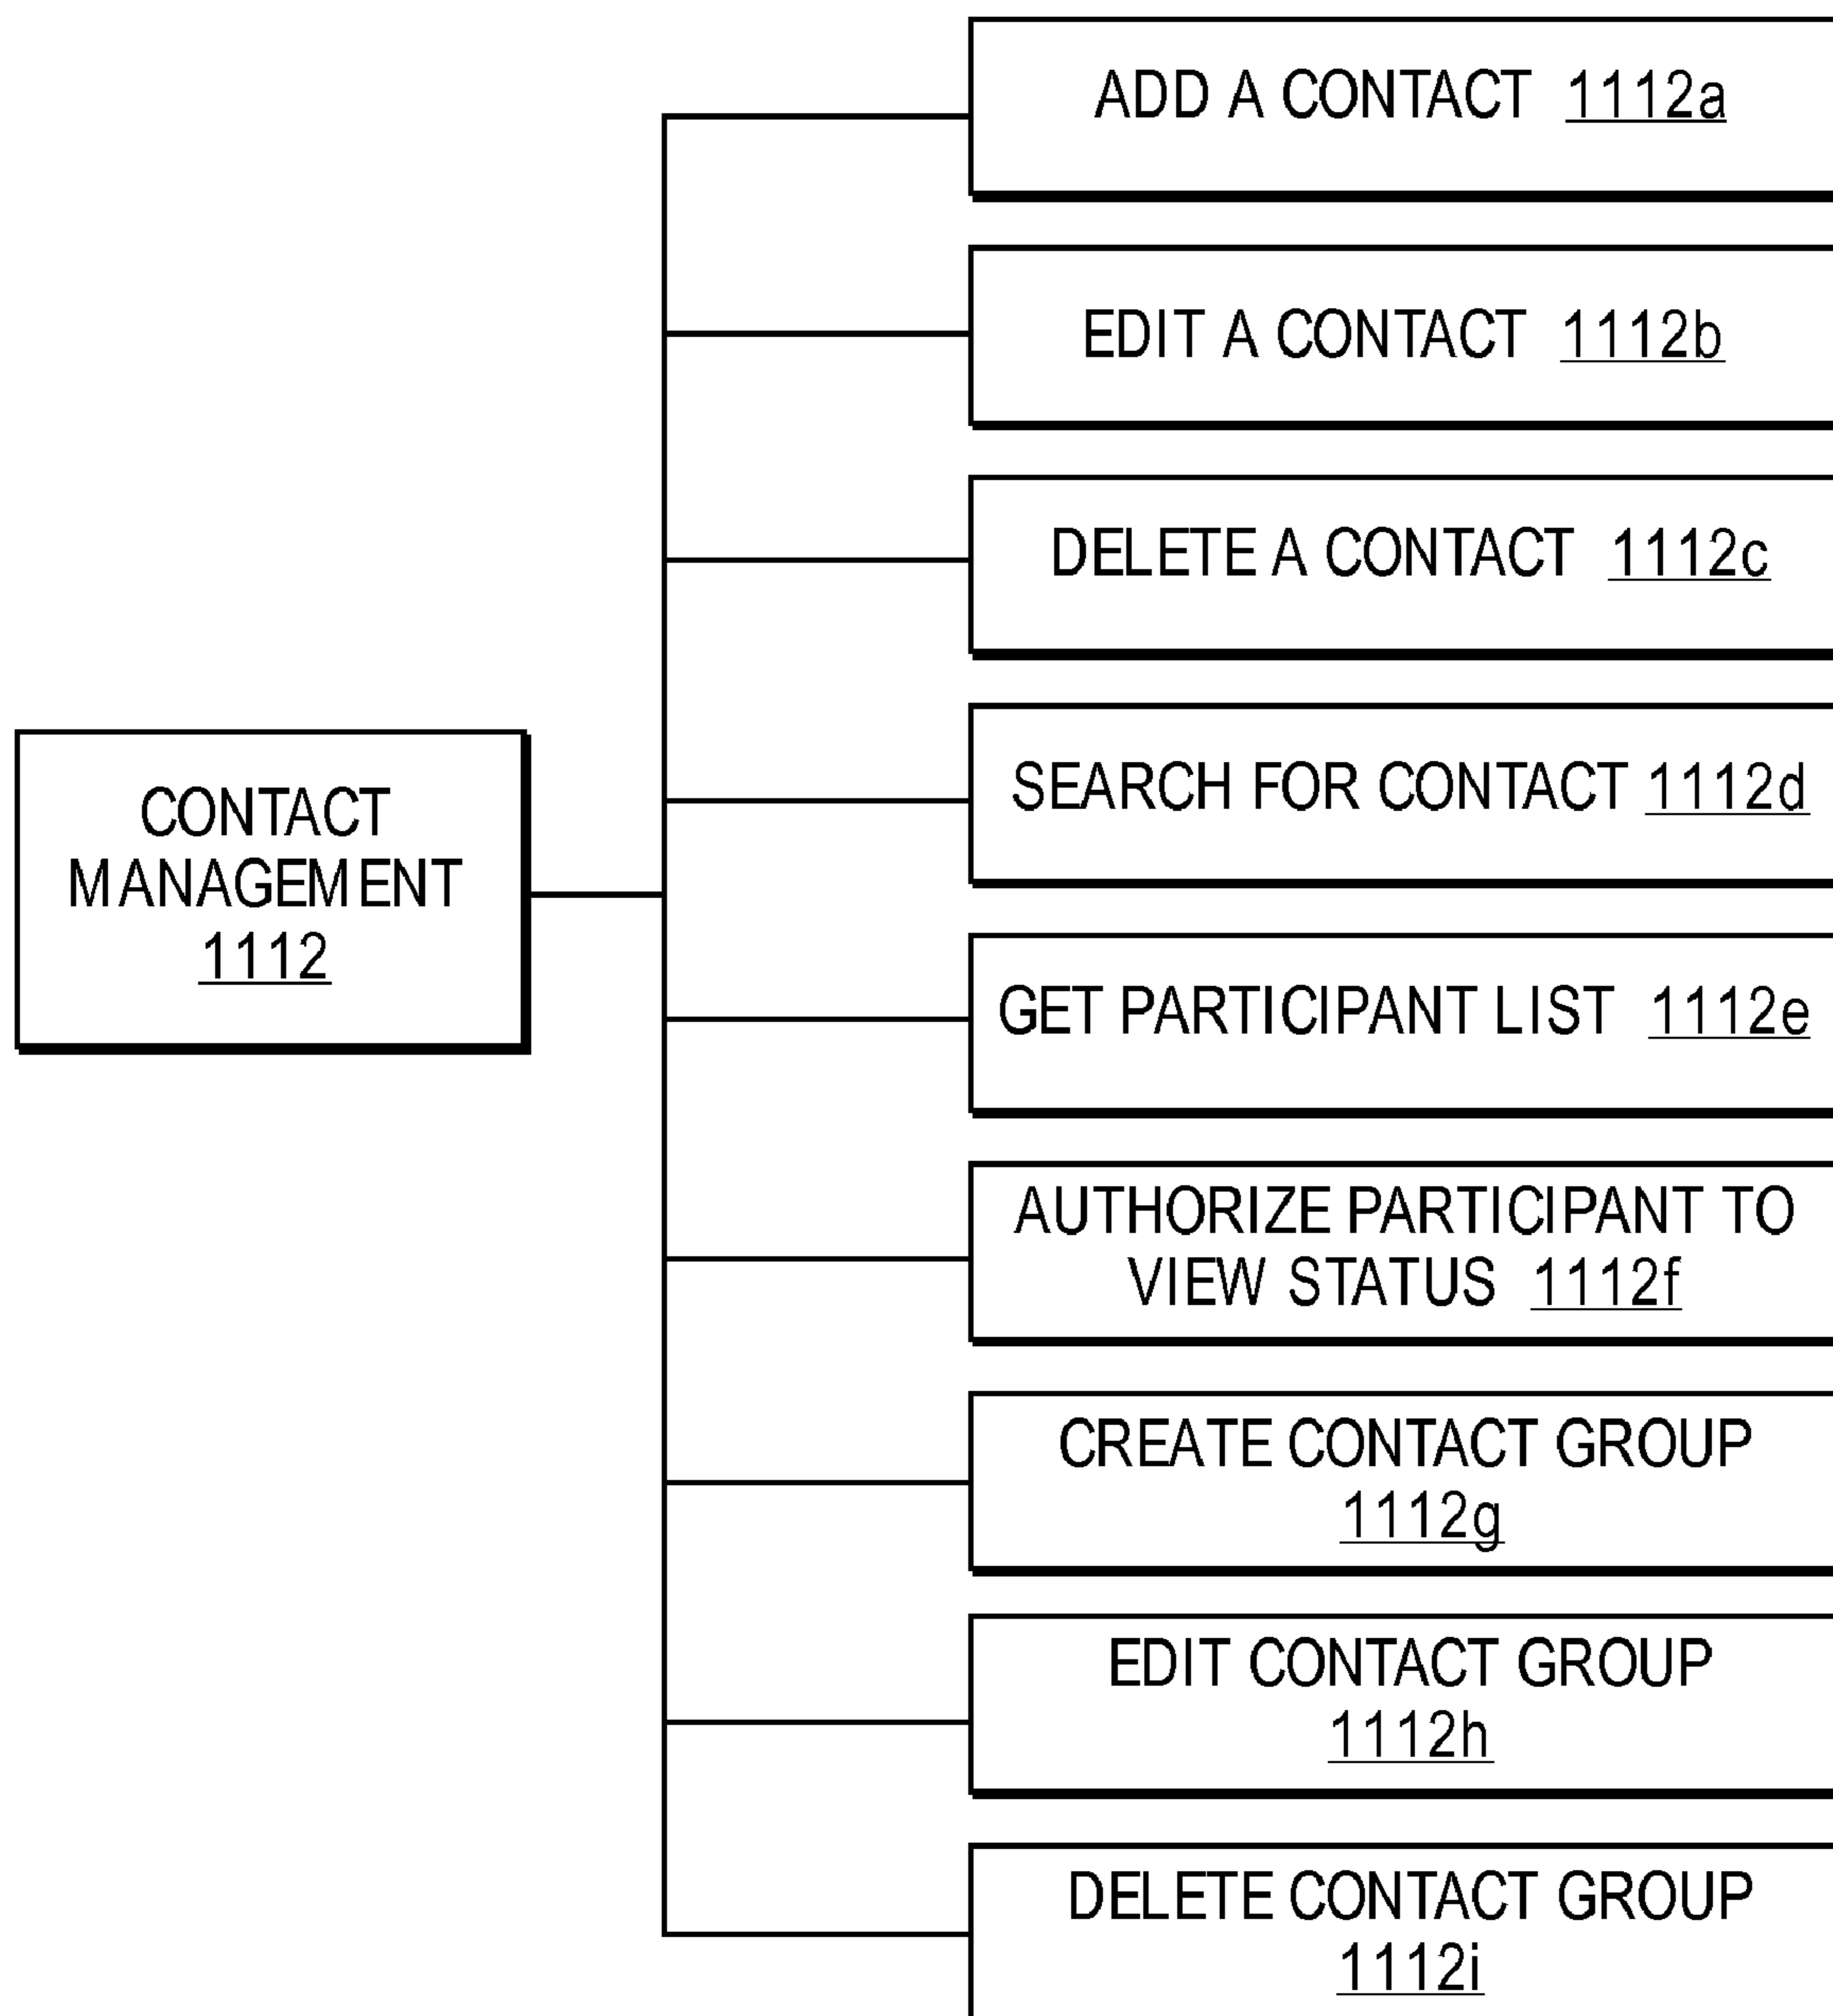 ADD A CONTACT 1112a
EDIT A CONTACT 1112b
DELETE A CONTACT 1112c
SEARCH FOR CONTACT 1112d
CONTACT
MANAGEMENT
1112
GET PARTICIPANT LIST 1112e
AUTHORIZE PARTICIPANT TO
VIEW STATUS 1112f
CREATE CONTACT GROUP
1112g
EDIT CONTACT GROUP
1112h
DELETE CONTACT GROUP
1112i